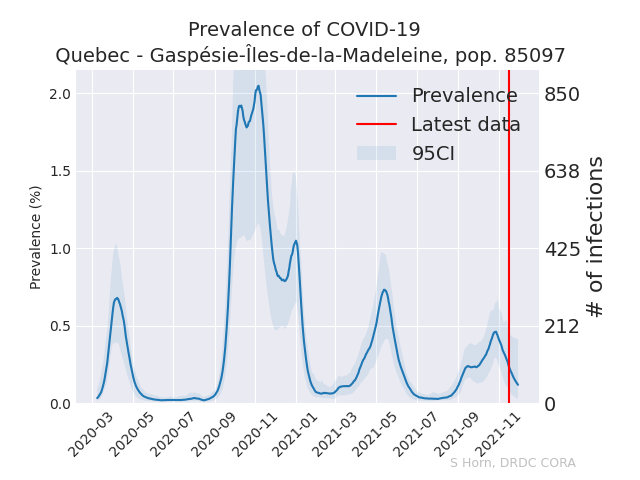 Prevalence of COVID-19
Quebec - Gaspésie-Îles-de-la-Madeleine, pop. 85097
Prevalence
Latest data
95CI
Prevalence (%)
2.0
1.5
1.0
0.5
0.0
850
638
425
212
0
# of infections
2020-03
2020-05
2020-07
2020-09
2020-11
2021-01
2021-03
2021-05
2021-07
2021-09
2021-11
S Horn, DRDC CORA